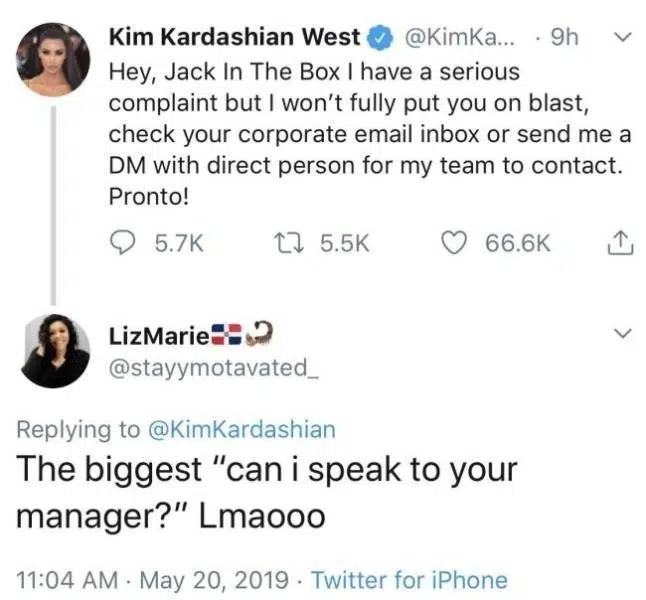 Kim Kardashian West @KimKa... · 9h
Hey, Jack In The Box I have a serious
complaint but I won’t fully put you on blast,
check your corporate email inbox or send me a
DM with direct person for my team to contact.
Pronto!
5.7K 5.5K 66.6K
LizMarie🇩🇴🦂
@stayymotavated_
Replying to @KimKardashian
The biggest “can i speak to your
manager?” Lmaooo
11:04 AM · May 20, 2019 · Twitter for iPhone